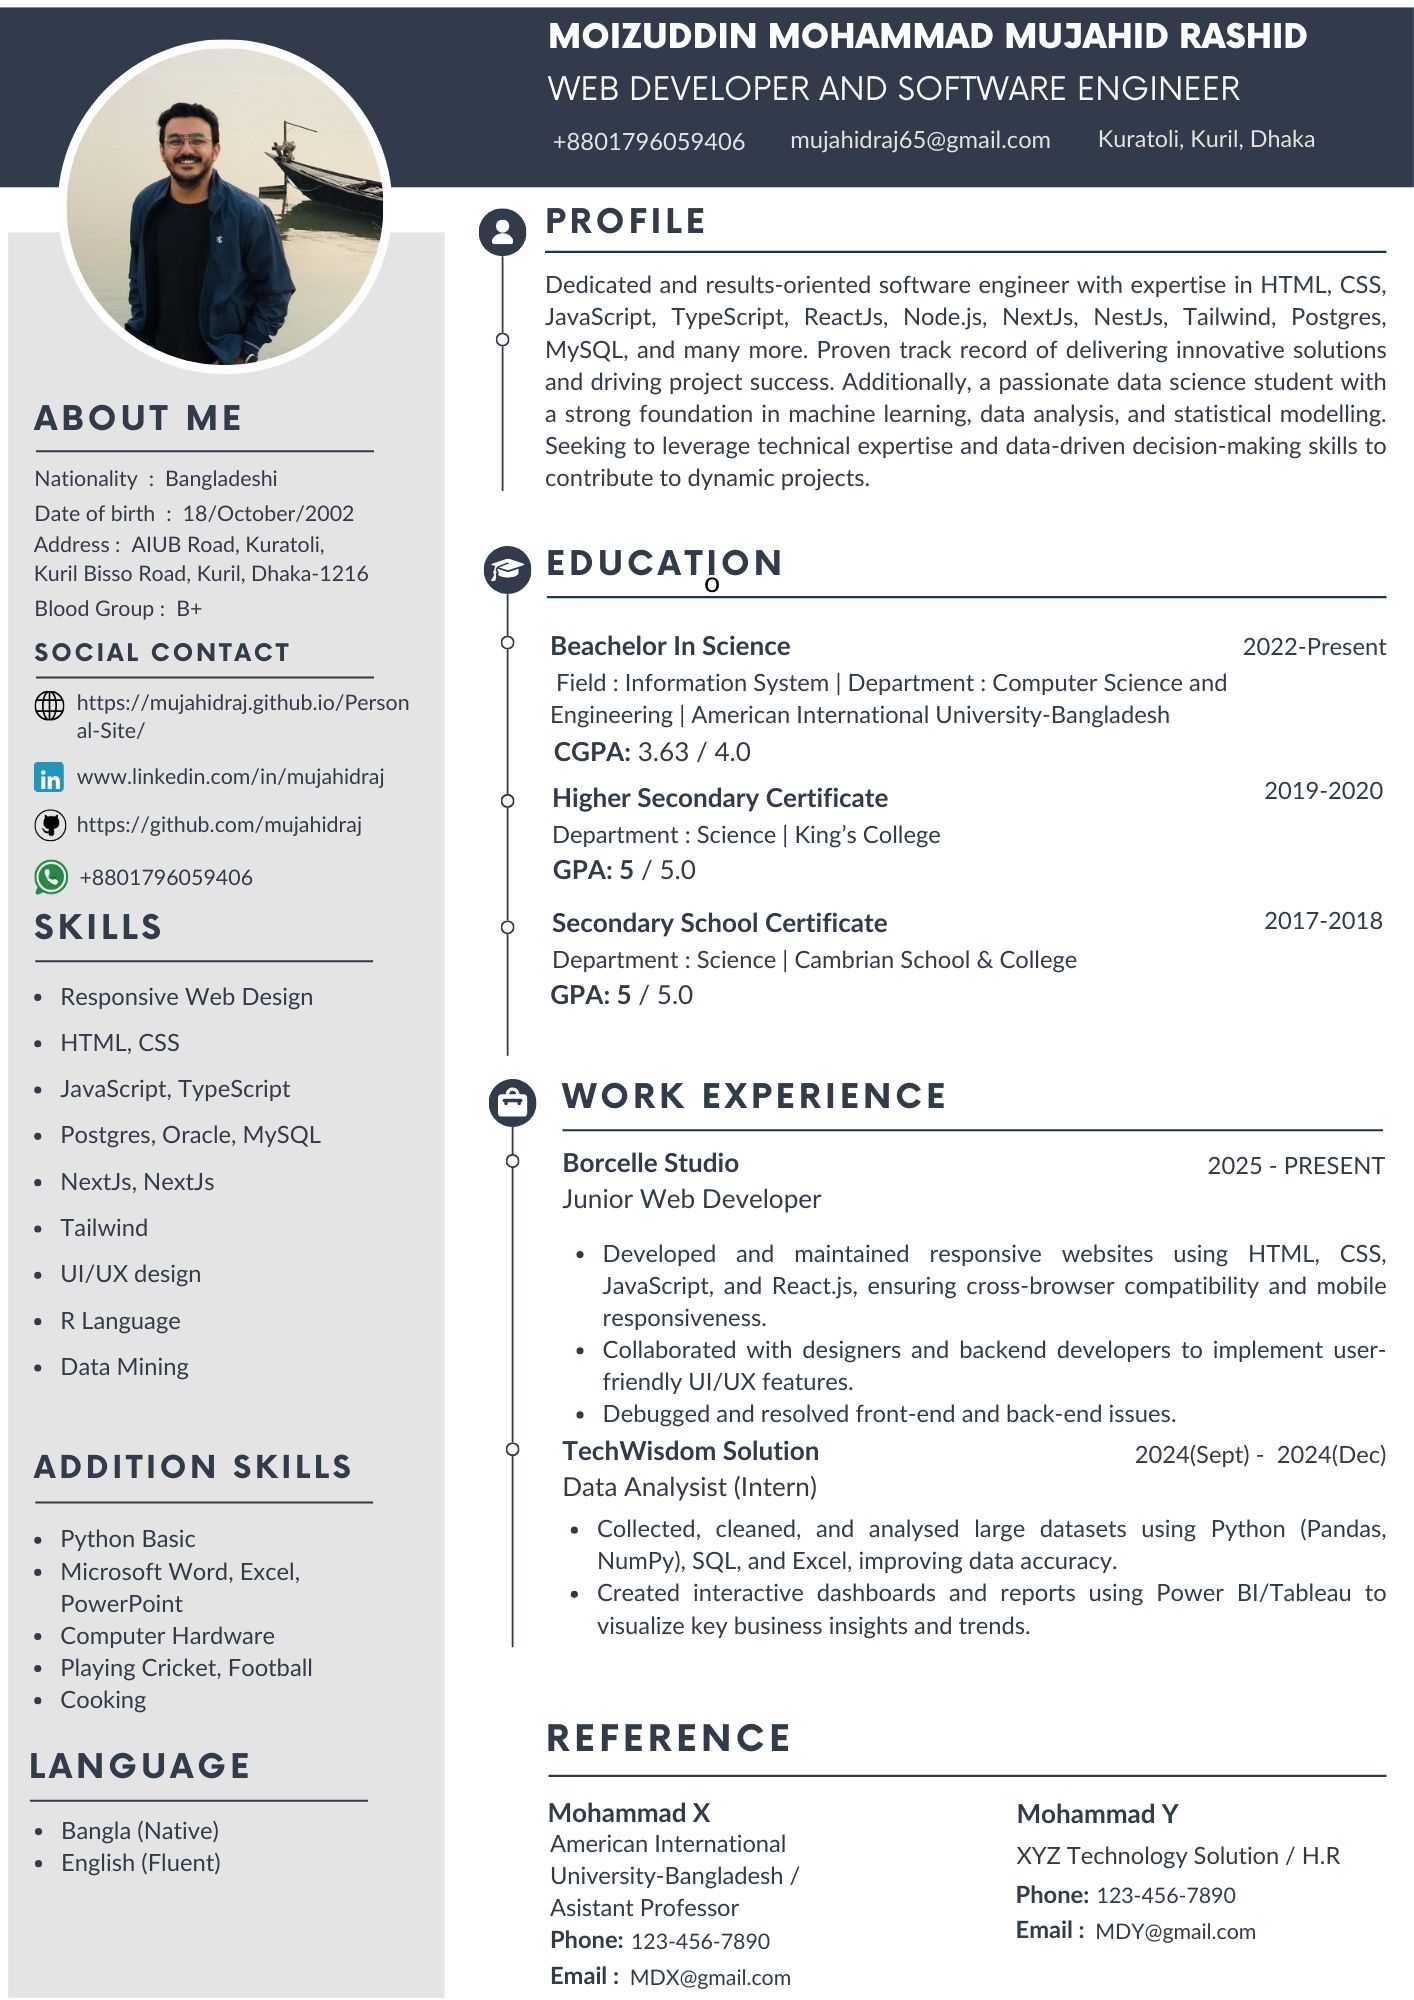 MOIZUDDIN MOHAMMAD MUJAHID RASHID
WEB DEVELOPER AND SOFTWARE ENGINEER
+8801796059406 mujahidraj65@gmail.com Kuratoli, Kuril, Dhaka
ABOUT ME
Nationality : Bangladeshi
Date of birth : 18/October/2002
Address : AIUB Road, Kuratoli,
Kuril Bisso Road, Kuril, Dhaka-1216
Blood Group : B+
SOCIAL CONTACT
https://mujahidraj.github.io/Person
al-Site/
in www.linkedin.com/in/mujahidraj
https://github.com/mujahidraj
+8801796059406
SKILLS
• Responsive Web Design
• HTML, CSS
• JavaScript, TypeScript
• Postgres, Oracle, MySQL
• NextJs, NextJs
• Tailwind
• UI/UX design
• R Language
• Data Mining
ADDITION SKILLS
• Python Basic
• Microsoft Word, Excel,
PowerPoint
• Computer Hardware
• Playing Cricket, Football
• Cooking
LANGUAGE
• Bangla (Native)
• English (Fluent)
PROFILE
Dedicated and results-oriented software engineer with expertise in HTML, CSS,
JavaScript, TypeScript, ReactJs, Node.js, NextJs, NestJs, Tailwind, Postgres,
MySQL, and many more. Proven track record of delivering innovative solutions
and driving project success. Additionally, a passionate data science student with
a strong foundation in machine learning, data analysis, and statistical modelling.
Seeking to leverage technical expertise and data-driven decision-making skills to
contribute to dynamic projects.
EDUCATION
o
Beachelor In Science 2022-Present
Field : Information System | Department : Computer Science and
Engineering | American International University-Bangladesh
CGPA: 3.63 / 4.0
Higher Secondary Certificate 2019-2020
Department : Science | King’s College
GPA: 5 / 5.0
Secondary School Certificate 2017-2018
Department : Science | Cambrian School & College
GPA: 5 / 5.0
WORK EXPERIENCE
Borcelle Studio 2025 - PRESENT
Junior Web Developer
• Developed and maintained responsive websites using HTML, CSS,
JavaScript, and React.js, ensuring cross-browser compatibility and mobile
responsiveness.
• Collaborated with designers and backend developers to implement user-
friendly UI/UX features.
• Debugged and resolved front-end and back-end issues.
TechWisdom Solution 2024(Sept) - 2024(Dec)
Data Analysist (Intern)
• Collected, cleaned, and analysed large datasets using Python (Pandas,
NumPy), SQL, and Excel, improving data accuracy.
• Created interactive dashboards and reports using Power BI/Tableau to
visualize key business insights and trends.
REFERENCE
Mohammad X
American International
University-Bangladesh /
Asistant Professor
Phone: 123-456-7890
Email : MDX@gmail.com
Mohammad Y
XYZ Technology Solution / H.R
Phone: 123-456-7890
Email : MDY@gmail.com